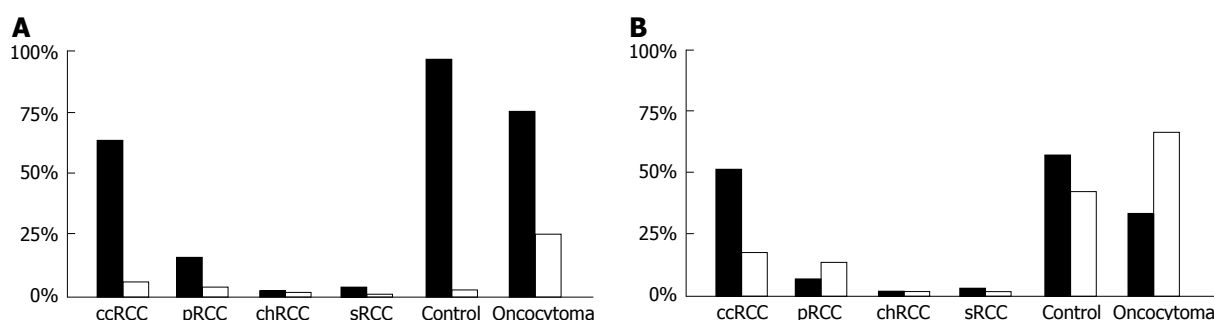 A
100%
75%
50%
25%
0%
ccRCC pRCC chRCC sRCC Control Oncocytoma
B
100%
75%
50%
25%
0%
ccRCC pRCC chRCC sRCC Control Oncocytoma